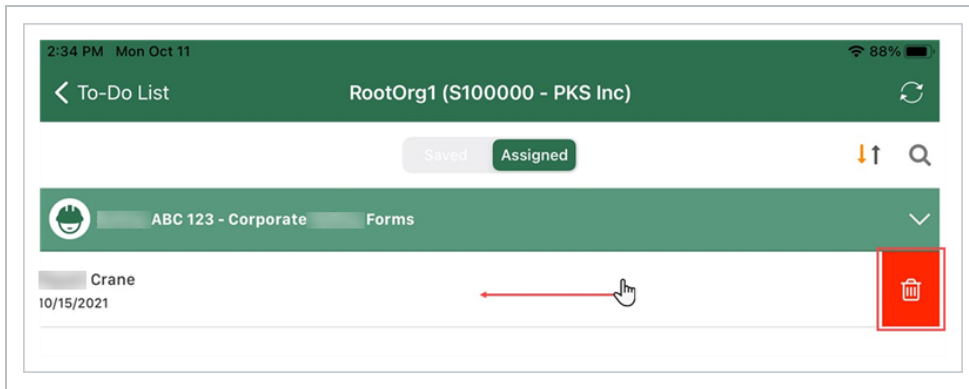 2:34 PM Mon Oct 11 88%
To-Do List RootOrg1 (S100000 - PKS Inc)
Saved Assigned
ABC 123 - Corporate Forms
Crane
10/15/2021